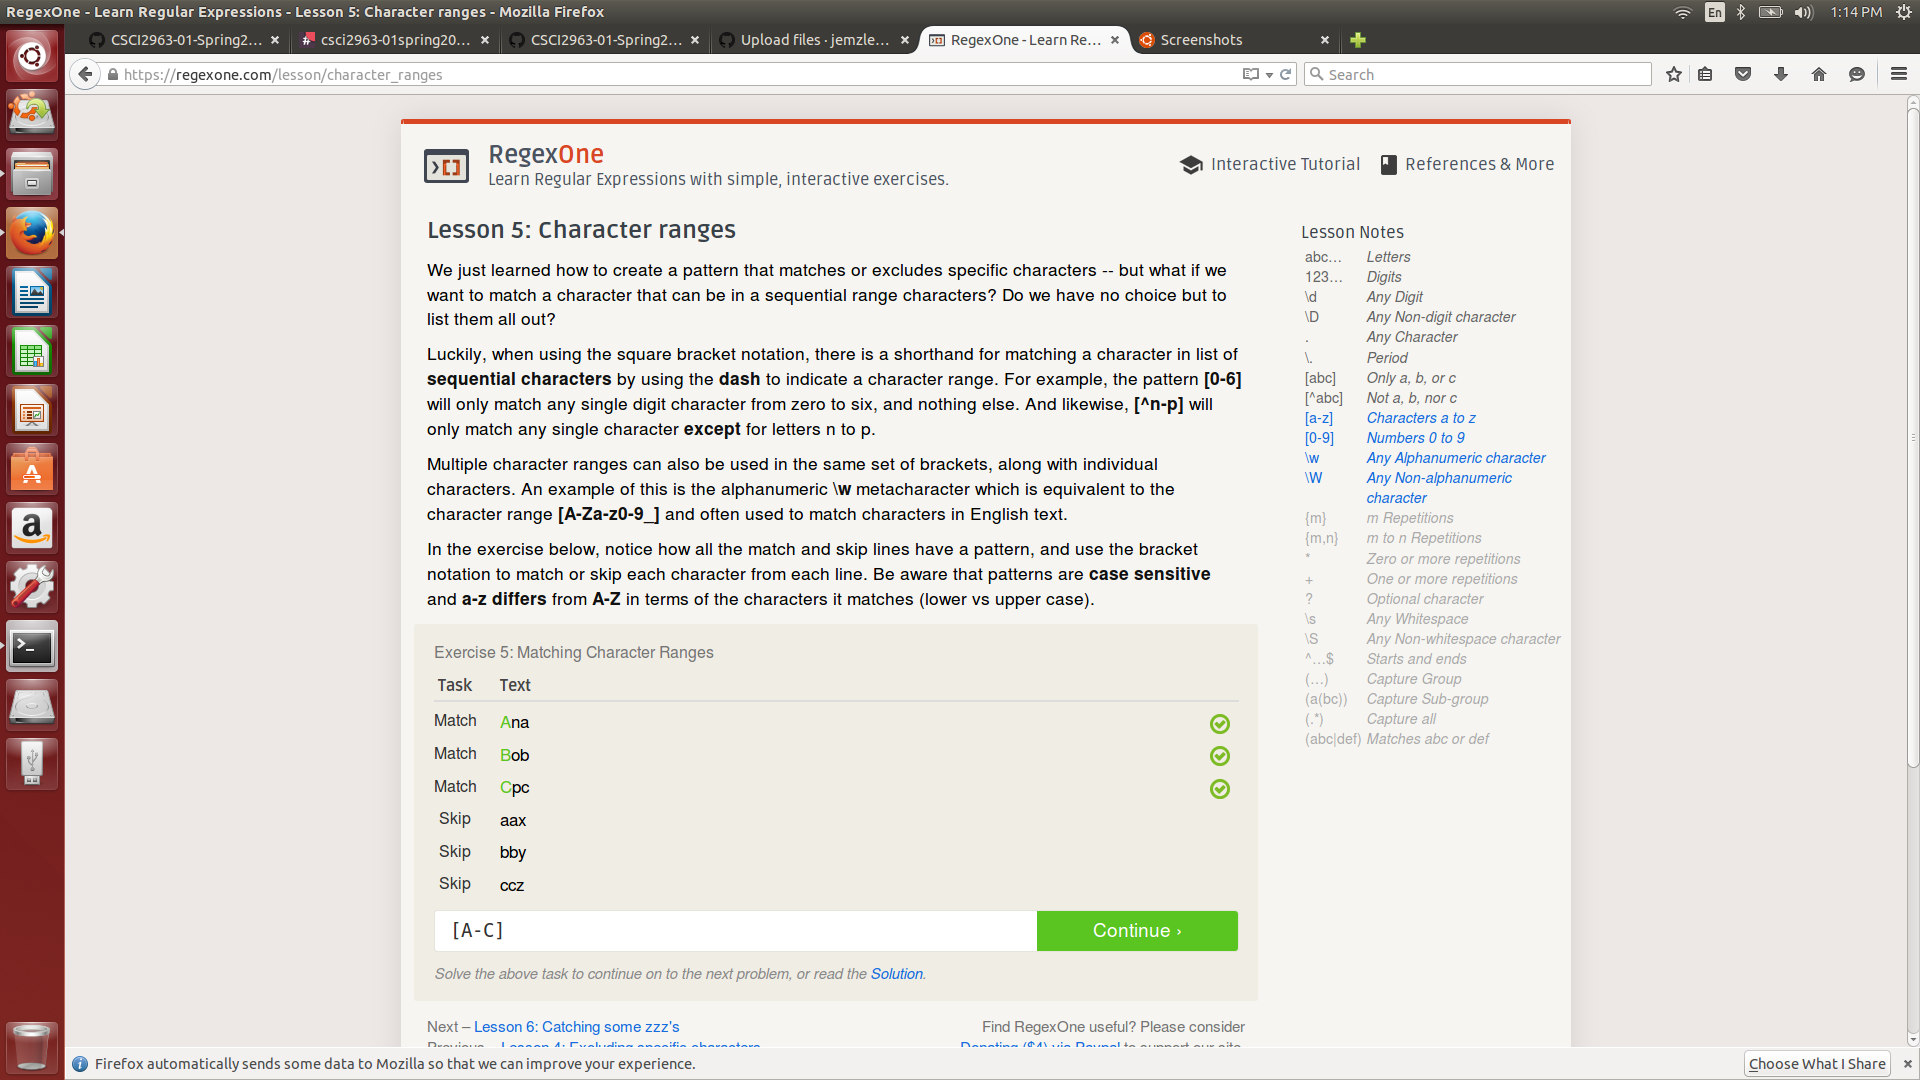 RegexOne - Learn Regular Expressions - Lesson 5: Character ranges - Mozilla Firefox
En
1:14 PM
CSCI2963-01-Spring2...
csci2963-01spring20...
CSCI2963-01-Spring2...
Upload files · jemzle...
RegexOne - Learn Re...
Screenshots
https://regexone.com/lesson/character_ranges
Search
RegexOne
Learn Regular Expressions with simple, interactive exercises.
Interactive Tutorial
References & More
Lesson 5: Character ranges
We just learned how to create a pattern that matches or excludes specific characters -- but what if we
want to match a character that can be in a sequential range characters? Do we have no choice but to
list them all out?
Luckily, when using the square bracket notation, there is a shorthand for matching a character in list of
sequential characters by using the dash to indicate a character range. For example, the pattern [0-6]
will only match any single digit character from zero to six, and nothing else. And likewise, [^n-p] will
only match any single character except for letters n to p.
Multiple character ranges can also be used in the same set of brackets, along with individual
characters. An example of this is the alphanumeric \w metacharacter which is equivalent to the
character range [A-Za-z0-9_] and often used to match characters in English text.
In the exercise below, notice how all the match and skip lines have a pattern, and use the bracket
notation to match or skip each character from each line. Be aware that patterns are case sensitive
and a-z differs from A-Z in terms of the characters it matches (lower vs upper case).
Exercise 5: Matching Character Ranges
Task Text
Match Ana
Match Bob
Match Cpc
Skip aax
Skip bby
Skip ccz
[A-C]
Continue ›
Solve the above task to continue on to the next problem, or read the Solution.
Next – Lesson 6: Catching some zzz's
Previous – Lesson 4: Excluding specific characters
Find RegexOne useful? Please consider
Donating ($4) via Paypal to support our site.
Lesson Notes
abc… Letters
123… Digits
\d Any Digit
\D Any Non-digit character
. Any Character
\. Period
[abc] Only a, b, or c
[^abc] Not a, b, nor c
[a-z] Characters a to z
[0-9] Numbers 0 to 9
\w Any Alphanumeric character
\W Any Non-alphanumeric
character
{m} m Repetitions
{m,n} m to n Repetitions
* Zero or more repetitions
+ One or more repetitions
? Optional character
\s Any Whitespace
\S Any Non-whitespace character
^…$ Starts and ends
(…) Capture Group
(a(bc)) Capture Sub-group
(.*) Capture all
(abc|def) Matches abc or def
Firefox automatically sends some data to Mozilla so that we can improve your experience.
Choose What I Share